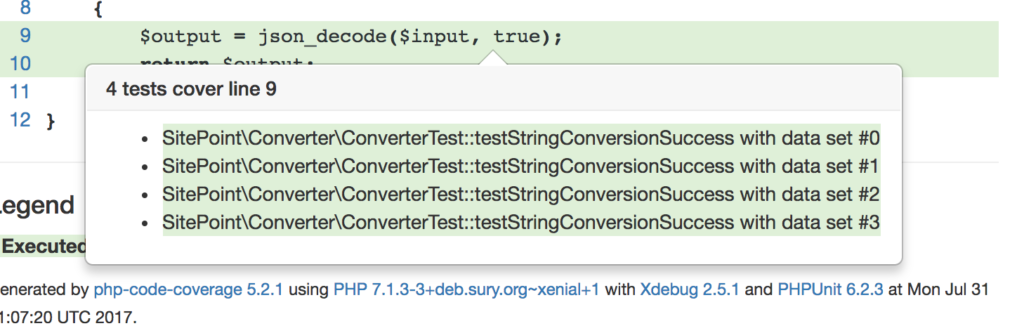 8 {
9 $output = json_decode($input, true);
10 return $output;
11
12 }
4 tests cover line 9
• SitePoint\Converter\ConverterTest::testStringConversionSuccess with data set #0
• SitePoint\Converter\ConverterTest::testStringConversionSuccess with data set #1
• SitePoint\Converter\ConverterTest::testStringConversionSuccess with data set #2
• SitePoint\Converter\ConverterTest::testStringConversionSuccess with data set #3
egend
Executed
enerated by php-code-coverage 5.2.1 using PHP 7.1.3-3+deb.sury.org~xenial+1 with Xdebug 2.5.1 and PHPUnit 6.2.3 at Mon Jul 31
1:07:20 UTC 2017.